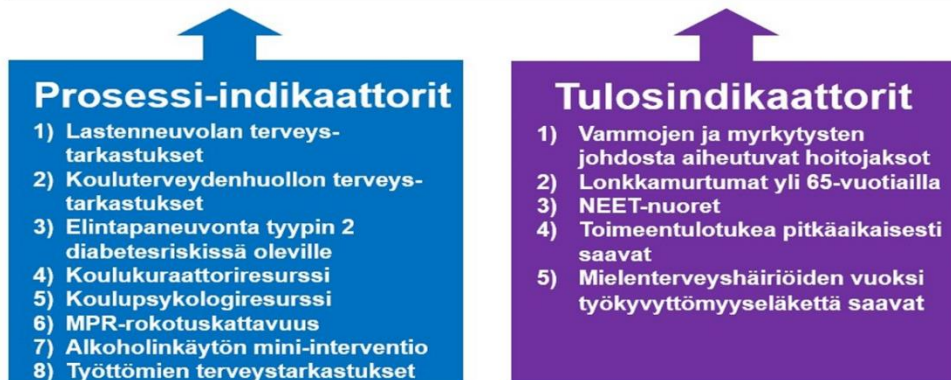 Prosessi-indikaattorit
1) Lastenneuvolan terveys-
tarkastukset
2) Kouluterveydenhuollon terveys-
tarkastukset
3) Elintapaneuvonta tyypin 2
diabetesriskissä oleville
4) Koulukuraattoriresurssi
5) Koulupsykologiresurssi
6) MPR-rokotuskattavuus
7) Alkoholinkäytön mini-interventio
8) Työttömien terveystarkastukset
Tulosindikaattorit
1) Vammojen ja myrkytysten
johdosta aiheutuvat hoitojaksot
2) Lonkkamurtumat yli 65-vuotiailla
3) NEET-nuoret
4) Toimeentulotukea pitkäaikaisesti
saavat
5) Mielenterveyshäiriöiden vuoksi
työkyvyttömyyseläkettä saavat